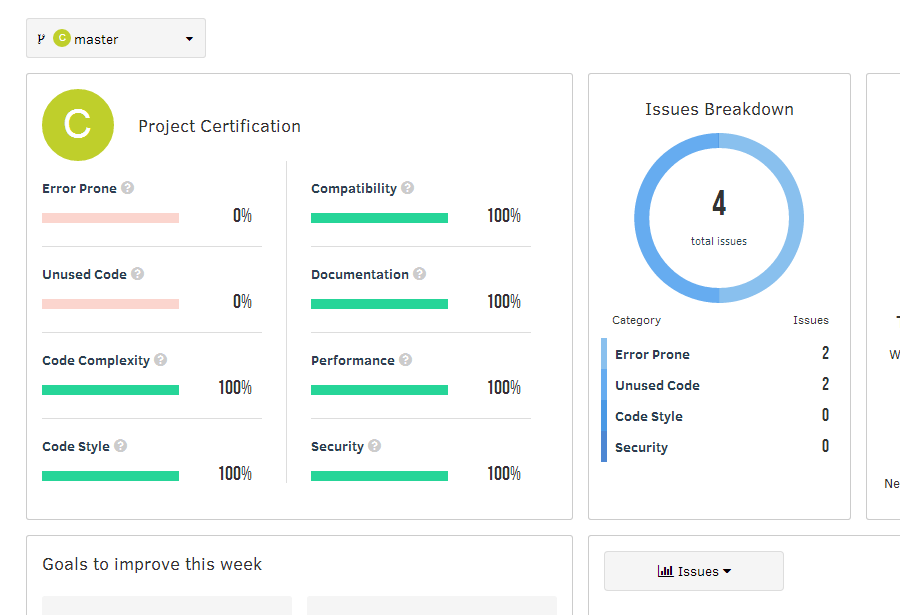 C master
C
Project Certification
Error Prone ?
0%
Compatibility ?
100%
Unused Code ?
0%
Documentation ?
100%
Code Complexity ?
100%
Performance ?
100%
Code Style ?
100%
Security ?
100%
Issues Breakdown
4
total issues
Category Issues
Error Prone 2
Unused Code 2
Code Style 0
Security 0
W
Ne
Goals to improve this week
Issues